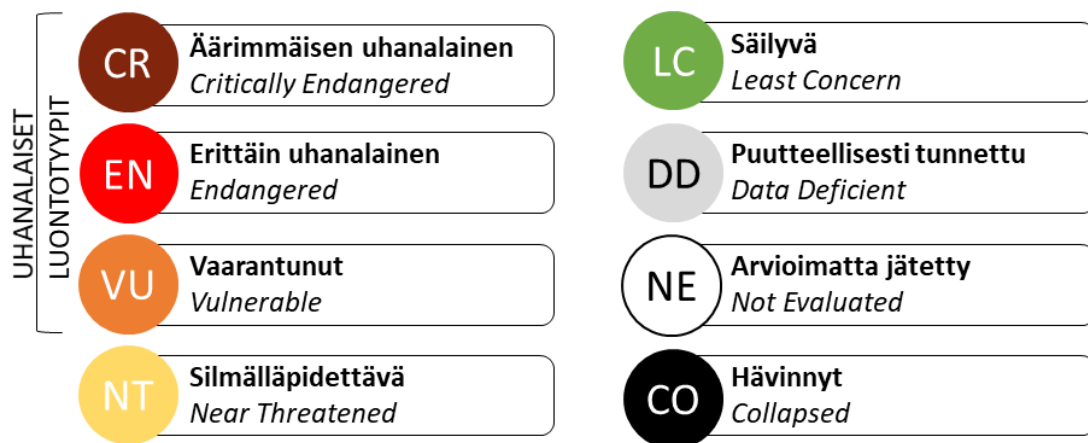 UHANALAISET
LUONTOTYYPIT
CR
Äärimmäisen uhanalainen
Critically Endangered
EN
Erittäin uhanalainen
Endangered
VU
Vaarantunut
Vulnerable
NT
Silmälläpidettävä
Near Threatened
LC
Säilyvä
Least Concern
DD
Puutteellisesti tunnettu
Data Deficient
NE
Arvioimatta jätetty
Not Evaluated
CO
Hävinnyt
Collapsed